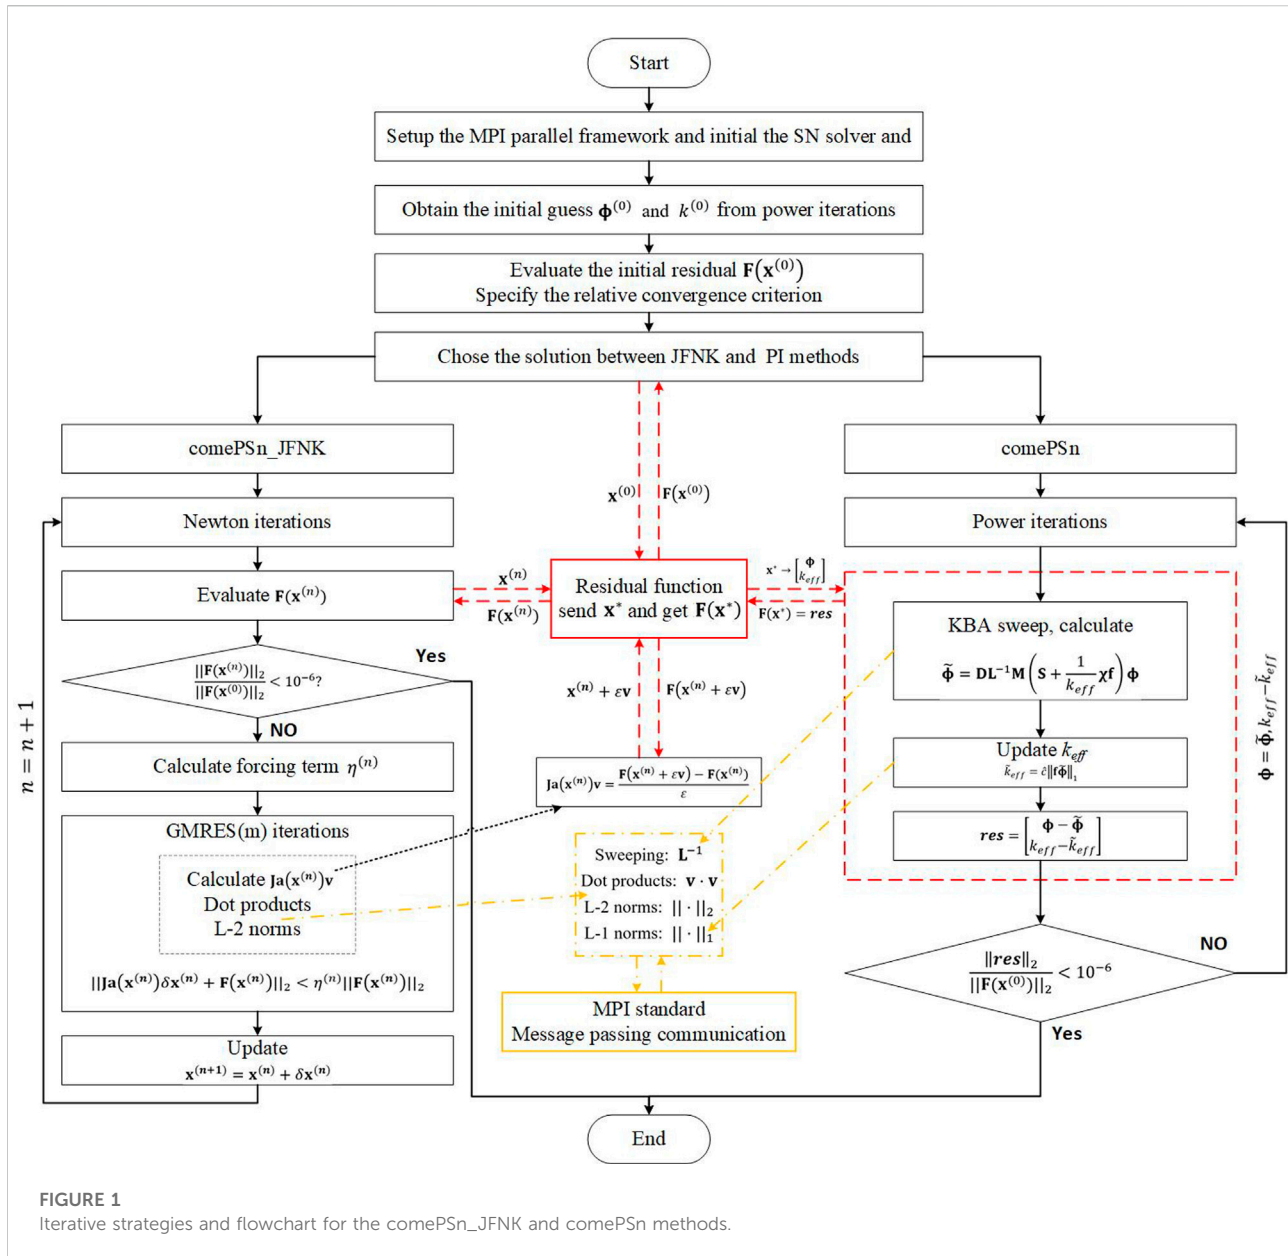 Start
Setup the MPI parallel framework and initial the SN solver and
Obtain the initial guess 𝛟⁽⁰⁾ and k⁽⁰⁾ from power iterations
Evaluate the initial residual 𝐅(𝐱⁽⁰⁾)
Specify the relative convergence criterion
Chose the solution between JFNK and PI methods
comePSn_JFNK
Newton iterations
Evaluate 𝐅(𝐱⁽ⁿ⁾)
||𝐅(𝐱⁽ⁿ⁾)||₂ / ||𝐅(𝐱⁽⁰⁾)||₂ < 10⁻⁶?
Yes
NO
Calculate forcing term η⁽ⁿ⁾
GMRES(m) iterations
Calculate 𝐉𝐚(𝐱⁽ⁿ⁾)𝐯
Dot products
L-2 norms
||𝐉𝐚(𝐱⁽ⁿ⁾)δ𝐱⁽ⁿ⁾ + 𝐅(𝐱⁽ⁿ⁾)||₂ < η⁽ⁿ⁾||𝐅(𝐱⁽ⁿ⁾)||₂
Update
𝐱⁽ⁿ⁺¹⁾ = 𝐱⁽ⁿ⁾ + δ𝐱⁽ⁿ⁾
n = n + 1
𝐱⁽⁰⁾
𝐅(𝐱⁽⁰⁾)
𝐱⁽ⁿ⁾
𝐅(𝐱⁽ⁿ⁾)
Residual function
send 𝐱* and get 𝐅(𝐱*)
𝐱* → [𝛟 k_eff]
𝐅(𝐱*) = res
𝐱⁽ⁿ⁾ + ε𝐯
𝐅(𝐱⁽ⁿ⁾ + ε𝐯)
𝐉𝐚(𝐱⁽ⁿ⁾)𝐯 = (𝐅(𝐱⁽ⁿ⁾ + ε𝐯) − 𝐅(𝐱⁽ⁿ⁾)) / ε
Sweeping: 𝐋⁻¹
Dot products: 𝐯 · 𝐯
L-2 norms: || · ||₂
L-1 norms: || · ||₁
MPI standard
Message passing communication
comePSn
Power iterations
KBA sweep, calculate
𝛟̃ = 𝐃𝐋⁻¹𝐌(𝐒 + (1/k_eff)𝛘𝐟)𝛟
Update k_eff
k̃_eff = ĉ||𝐟𝛟̃||₁
res = [𝛟 − 𝛟̃ k_eff − k̃_eff]
||res||₂ / ||𝐅(𝐱⁽⁰⁾)||₂ < 10⁻⁶
NO
Yes
𝛟 = 𝛟̃, k_eff − k̃_eff
End
FIGURE 1
Iterative strategies and flowchart for the comePSn_JFNK and comePSn methods.